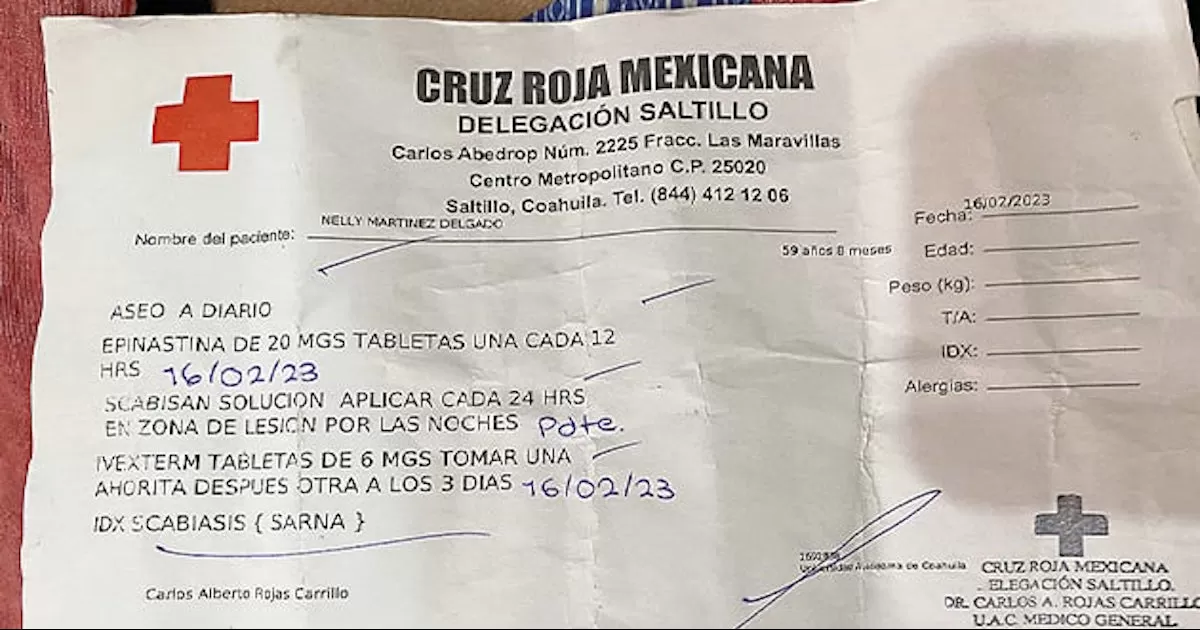 CRUZ ROJA MEXICANA
DELEGACIÓN SALTILLO
Carlos Abedrop Núm. 2225 Fracc. Las Maravillas
Centro Metropolitano C.P. 25020
Saltillo, Coahuila. Tel. (844) 412 12 06
Fecha: 16/02/2023
Nombre del paciente: NELLY MARTINEZ DELGADO
59 años 8 meses Edad:
Peso (kg):
T/A:
IDX:
Alergias:
ASEO A DIARIO
EPINASTINA DE 20 MGS TABLETAS UNA CADA 12
HRS 16/02/23
SCABISAN SOLUCION APLICAR CADA 24 HRS
EN ZONA DE LESION POR LAS NOCHES Pdte.
IVEXTERM TABLETAS DE 6 MGS TOMAR UNA
AHORITA DESPUES OTRA A LOS 3 DIAS 16/02/23
IDX SCABIASIS { SARNA }
Carlos Alberto Rojas Carrillo
Universidad Autónoma de Coahuila
CRUZ ROJA MEXICANA
ELEGACIÓN SALTILLO.
DR. CARLOS A. ROJAS CARRILLO
U.A.C. MEDICO GENERAL